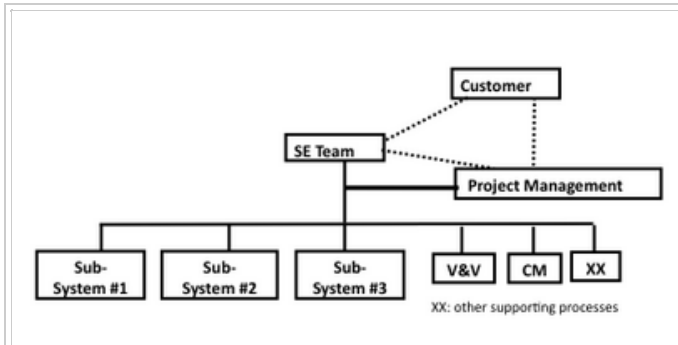 Customer
SE Team
Project Management
Sub-
System #1
Sub-
System #2
Sub-
System #3
V&V
CM
XX
XX: other supporting processes